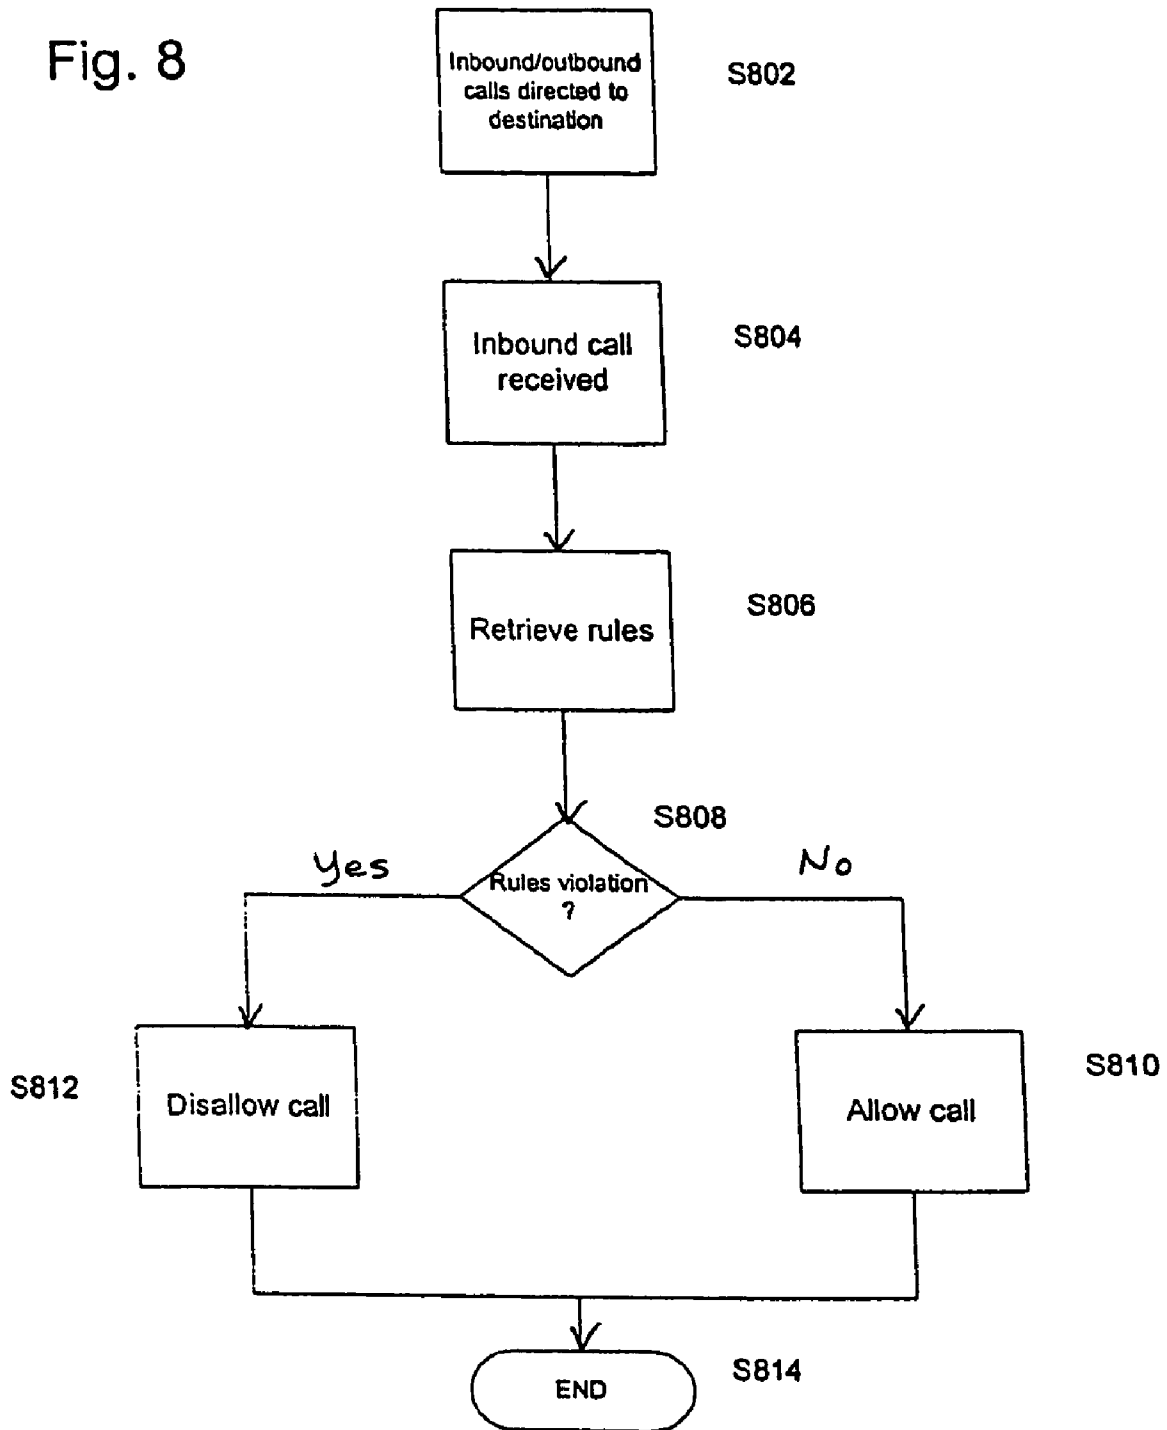 Fig. 8
Inbound/outbound
calls directed to
destination
S802
Inbound call
received
S804
Retrieve rules
S806
S808
Yes
Rules violation
?
No
S812
Disallow call
Allow call
S810
END
S814